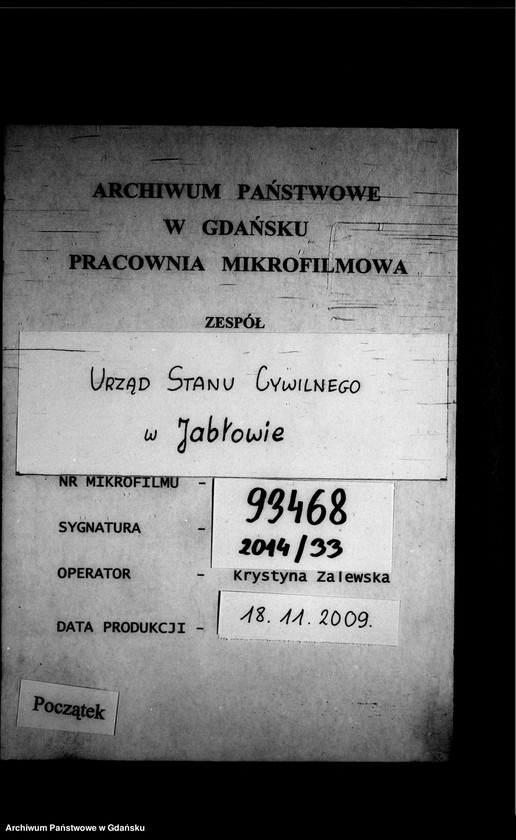 ARCHIWUM PAŃSTWOWE
W GDAŃSKU
PRACOWNIA MIKROFILMOWA
ZESPÓŁ
URZĄD STANU CYWILNEGO
w Jabłowie
NR MIKROFILMU - 93468
SYGNATURA - 2014/33
OPERATOR - Krystyna Zalewska
DATA PRODUKCJI - 18.11.2009.
Początek
Archiwum Państwowe w Gdańsku